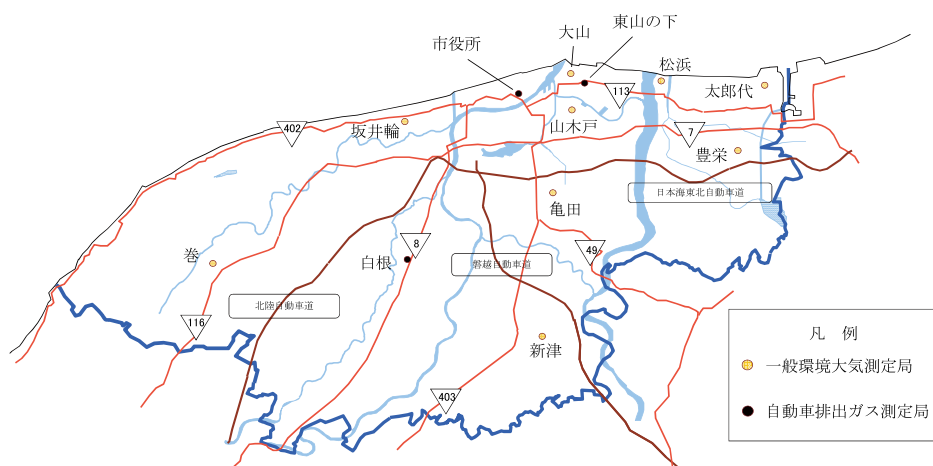 東山の下
大山
市役所
松浜
太郎代
113
402
坂井輪
山木戸
7
豊栄
日本海東北自動車道
亀田
巻
白根
8
49
磐越自動車道
北陸自動車道
116
新津
403
凡 例
一般環境大気測定局
自動車排出ガス測定局